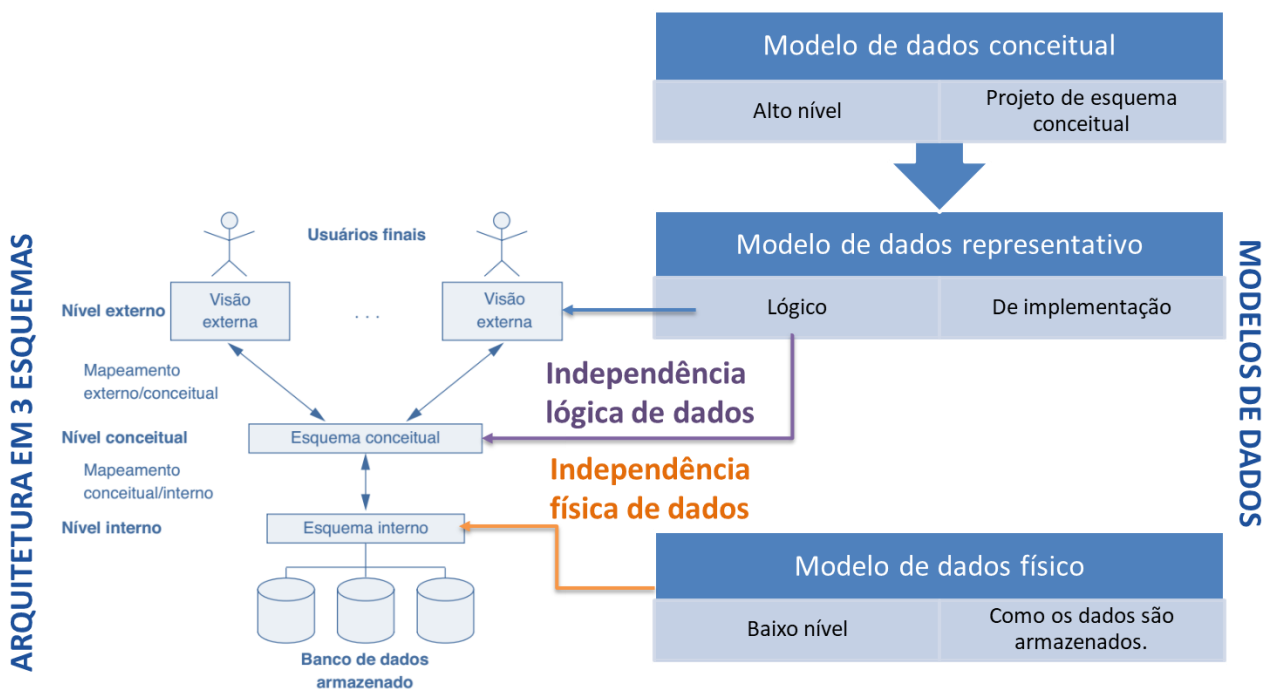 ARQUITETURA EM 3 ESQUEMAS
Usuários finais
Nível externo
Visão
externa
. . .
Visão
externa
Mapeamento
externo/conceitual
Nível conceitual
Esquema conceitual
Mapeamento
conceitual/interno
Nível interno
Esquema interno
Banco de dados
armazenado
Independência
lógica de dados
Independência
física de dados
Modelo de dados conceitual
Alto nível
Projeto de esquema
conceitual
Modelo de dados representativo
Lógico
De implementação
Modelo de dados físico
Baixo nível
Como os dados são
armazenados.
MODELOS DE DADOS